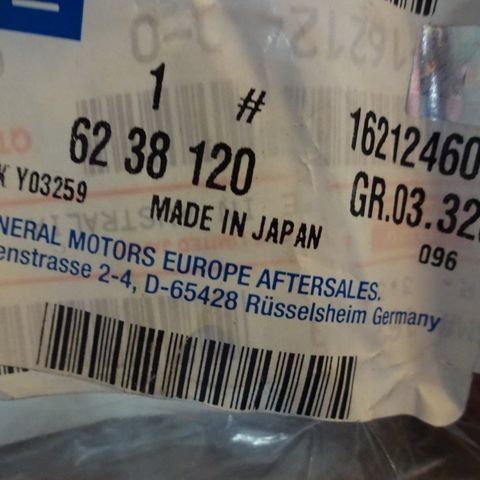 1 #
62 38 120
16212460
K Y03259
MADE IN JAPAN
GR.03.32
096
NERAL MOTORS EUROPE AFTERSALES.
enstrasse 2-4, D-65428 Rüsselsheim Germany